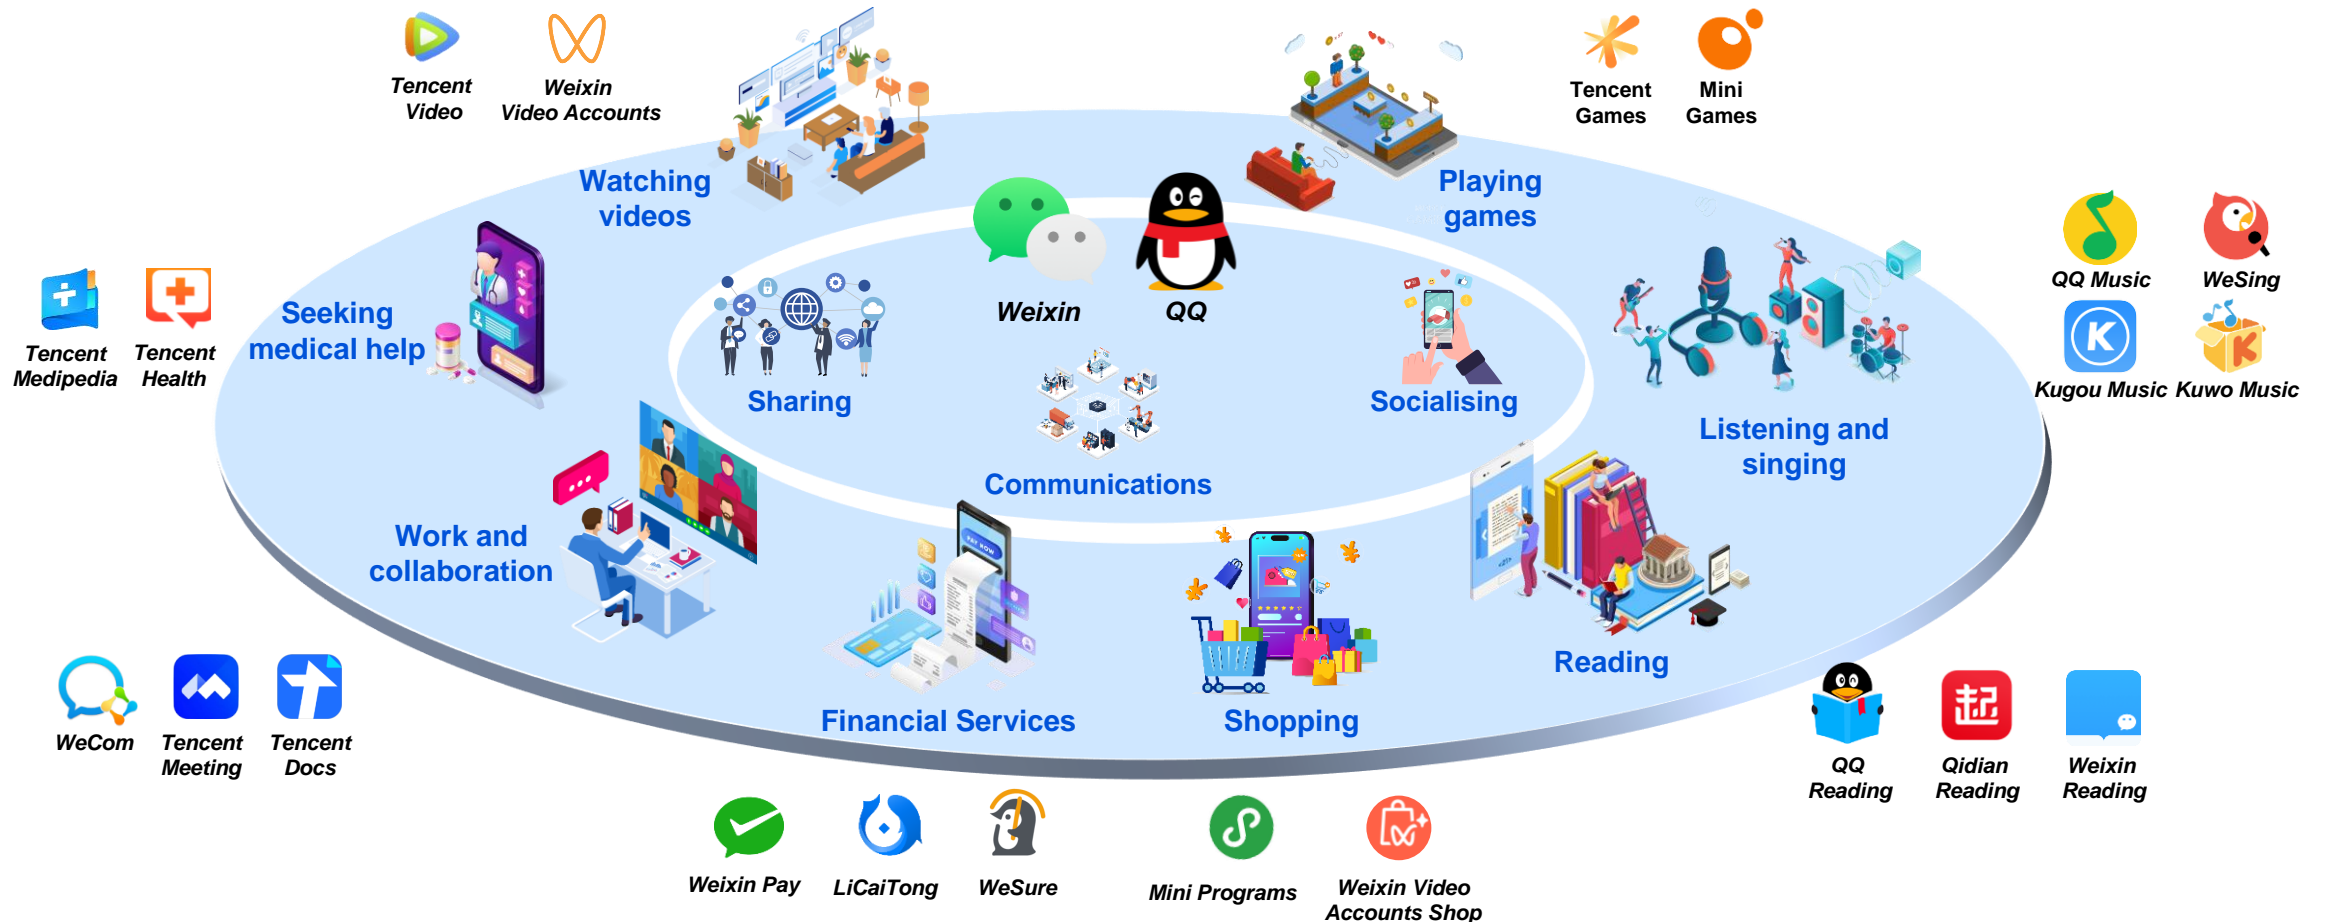 Tencent
Video
Weixin
Video Accounts
Tencent
Games
Mini
Games
Watching
videos
Playing
games
QQ Music
WeSing
Kugou Music
Kuwo Music
Seeking
medical help
Tencent
Medipedia
Tencent
Health
Weixin
QQ
Sharing
Socialising
Communications
Listening and
singing
Work and
collaboration
PAY NOW
Reading
Financial Services
Shopping
WeCom
Tencent
Meeting
Tencent
Docs
起
QQ
Reading
Qidian
Reading
Weixin
Reading
Weixin Pay
LiCaiTong
WeSure
Mini Programs
Weixin Video
Accounts Shop